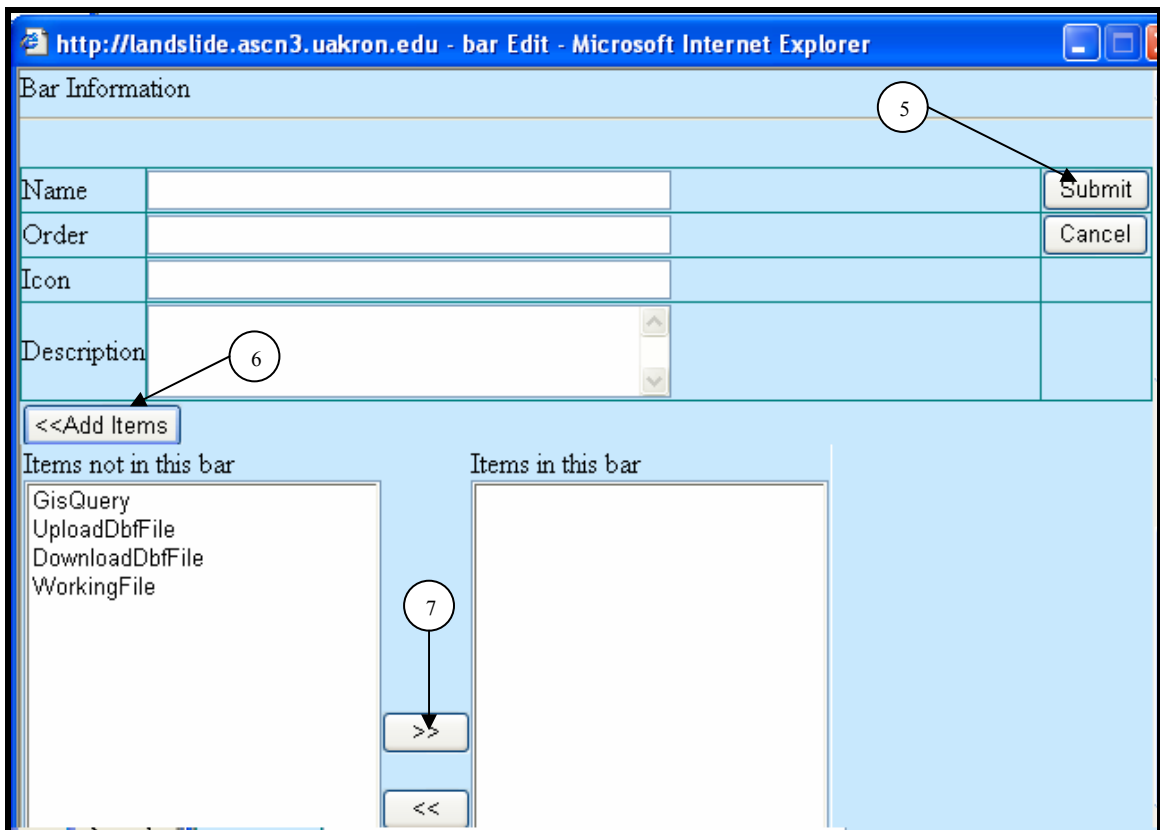 http://landslide.ascn3.uakron.edu - bar Edit - Microsoft Internet Explorer
Bar Information
5
Name
Submit
Order
Cancel
Icon
Description
6
<<Add Items
Items not in this bar
Items in this bar
GisQuery
UploadDbfFile
DownloadDbfFile
WorkingFile
7
>>
<<